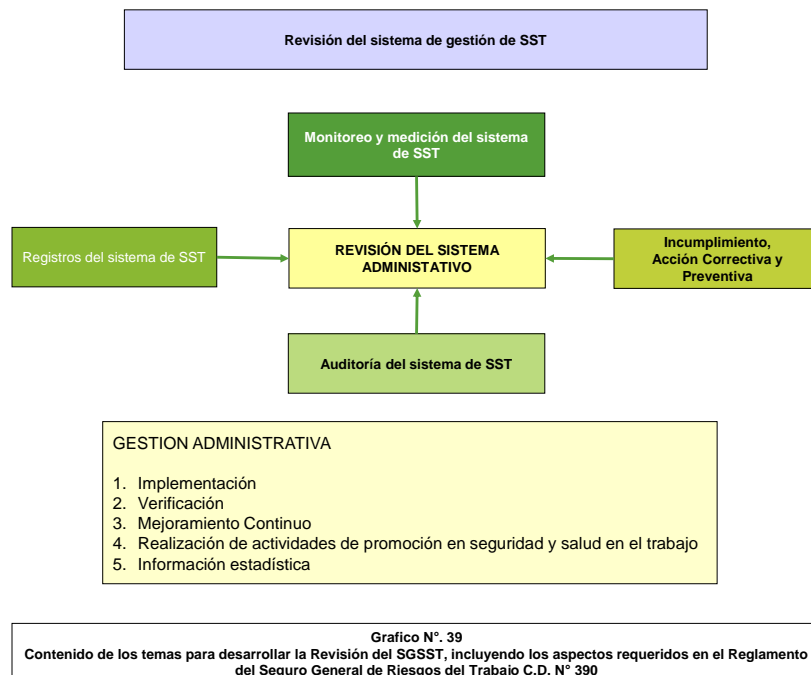 Revisión del sistema de gestión de SST
Monitoreo y medición del sistema
de SST
Registros del sistema de SST
REVISIÓN DEL SISTEMA
ADMINISTATIVO
Incumplimiento,
Acción Correctiva y
Preventiva
Auditoría del sistema de SST
GESTION ADMINISTRATIVA
1. Implementación
2. Verificación
3. Mejoramiento Continuo
4. Realización de actividades de promoción en seguridad y salud en el trabajo
5. Información estadística
Grafico N°. 39
Contenido de los temas para desarrollar la Revisión del SGSST, incluyendo los aspectos requeridos en el Reglamento
del Seguro General de Riesgos del Trabajo C.D. N° 390